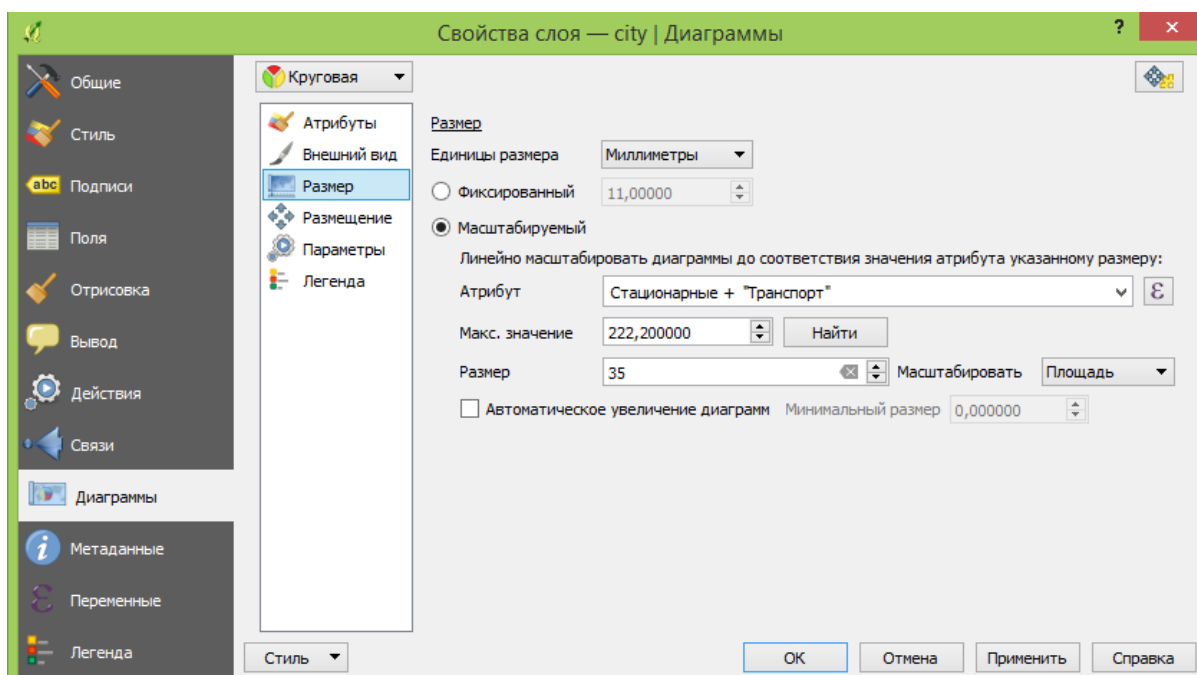 Свойства слоя — city | Диаграммы
?
Общие
Стиль
abc Подписи
Поля
Отрисовка
Вывод
Действия
Связи
Диаграммы
Метаданные
Переменные
Легенда
Круговая
Атрибуты
Внешний вид
Размер
Размещение
Параметры
Легенда
Размер
Единицы размера Миллиметры
Фиксированный 11,00000
Масштабируемый
Линейно масштабировать диаграммы до соответствия значения атрибута указанному размеру:
Атрибут Стационарные + "Транспорт" ε
Макс. значение 222,200000 Найти
Размер 35 Масштабировать Площадь
Автоматическое увеличение диаграмм Минимальный размер 0,000000
Стиль OK Отмена Применить Справка